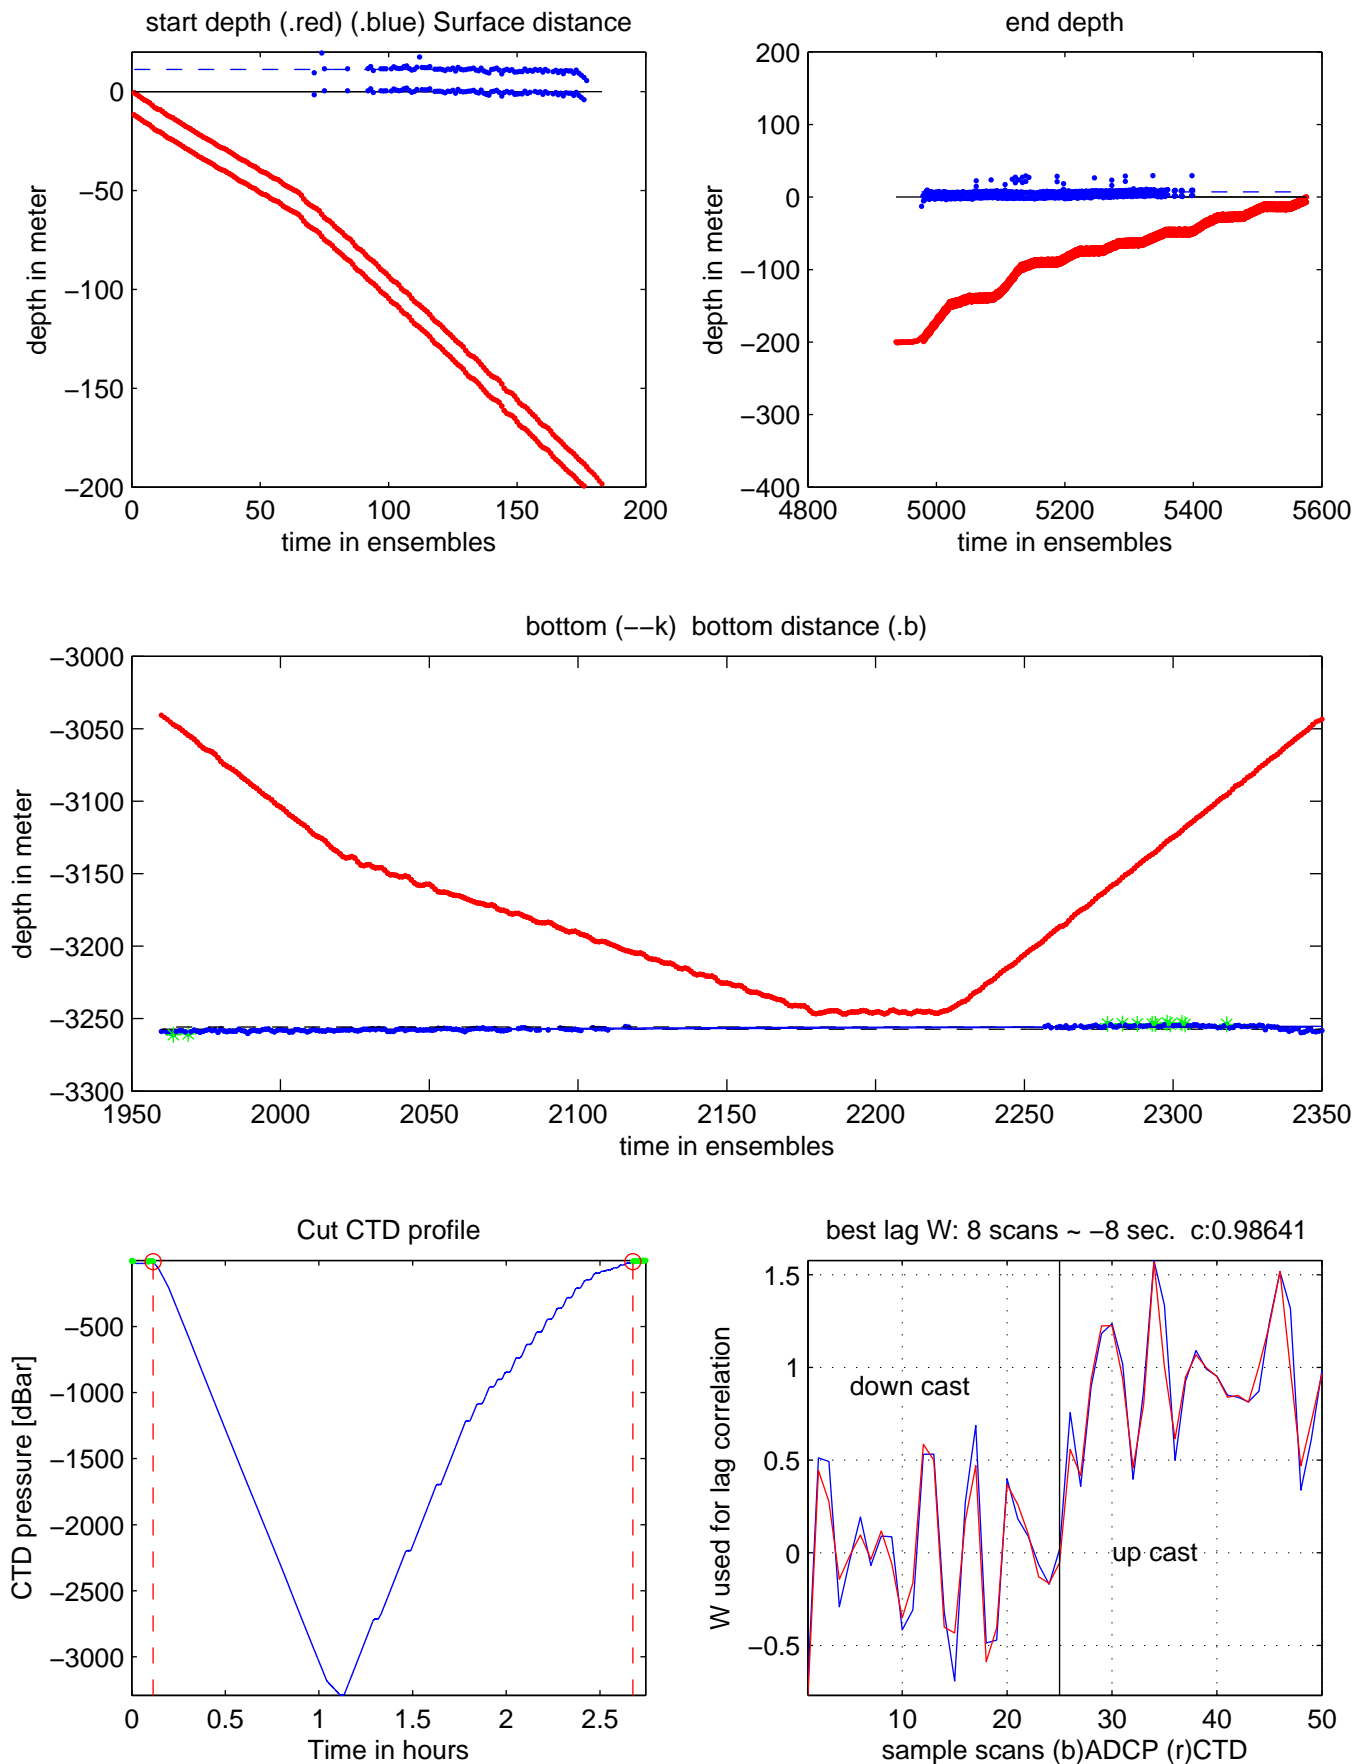 start depth (.red) (.blue) Surface distance
0
−50
−100
−150
−200
depth in meter
0 50 100 150 200
time in ensembles
end depth
200
100
0
−100
−200
−300
−400
depth in meter
4800 5000 5200 5400 5600
time in ensembles
bottom (−−k) bottom distance (.b)
−3000
−3050
−3100
−3150
−3200
−3250
−3300
depth in meter
1950 2000 2050 2100 2150 2200 2250 2300 2350
time in ensembles
Cut CTD profile
−500
−1000
−1500
−2000
−2500
−3000
CTD pressure [dBar]
0 0.5 1 1.5 2 2.5
Time in hours
best lag W: 8 scans ~ −8 sec. c:0.98641
1.5
1
0.5
0
−0.5
W used for lag correlation
down cast
up cast
10 20 30 40 50
sample scans (b)ADCP (r)CTD